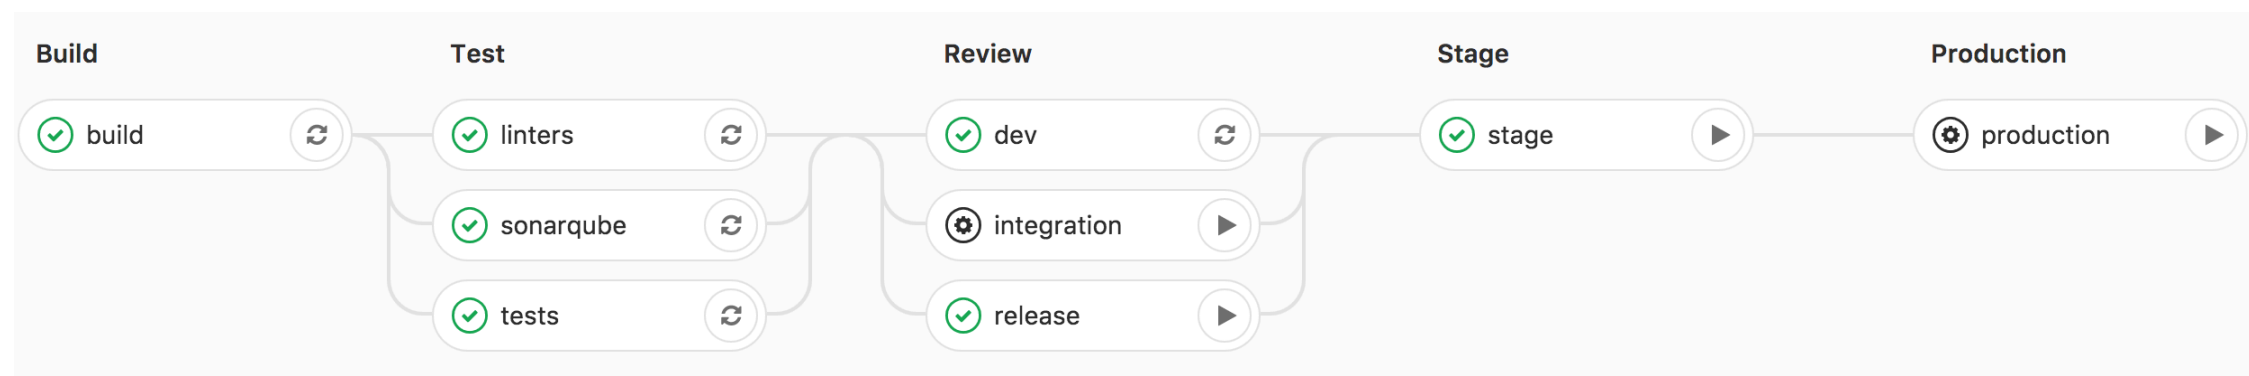 Build
Test
Review
Stage
Production
build
linters
dev
stage
production
sonarqube
integration
tests
release